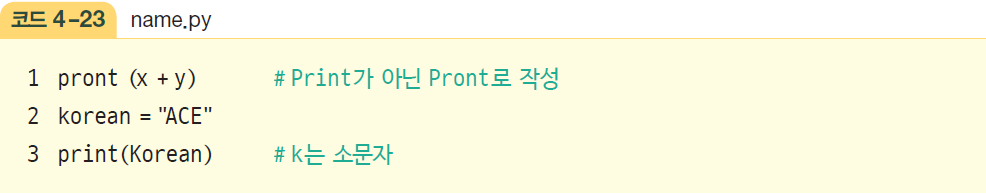 코드 4-23 name.py
1 pront (x + y) # Print가 아닌 Pront로 작성
2 korean = "ACE"
3 print(Korean) # k는 소문자